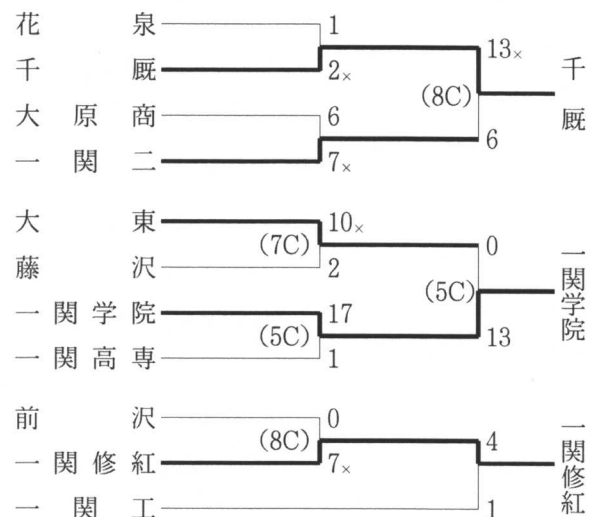 花泉 1
千厩 2×
13×
(8C)
千厩
大原商 6
一関二 7×
6
大東 10×
(7C)
0
藤沢 2
(5C)
一関学院
一関学院 17
(5C)
13
一関高専 1
前沢 0
(8C)
4
一関修紅
一関修紅 7×
一関工 1